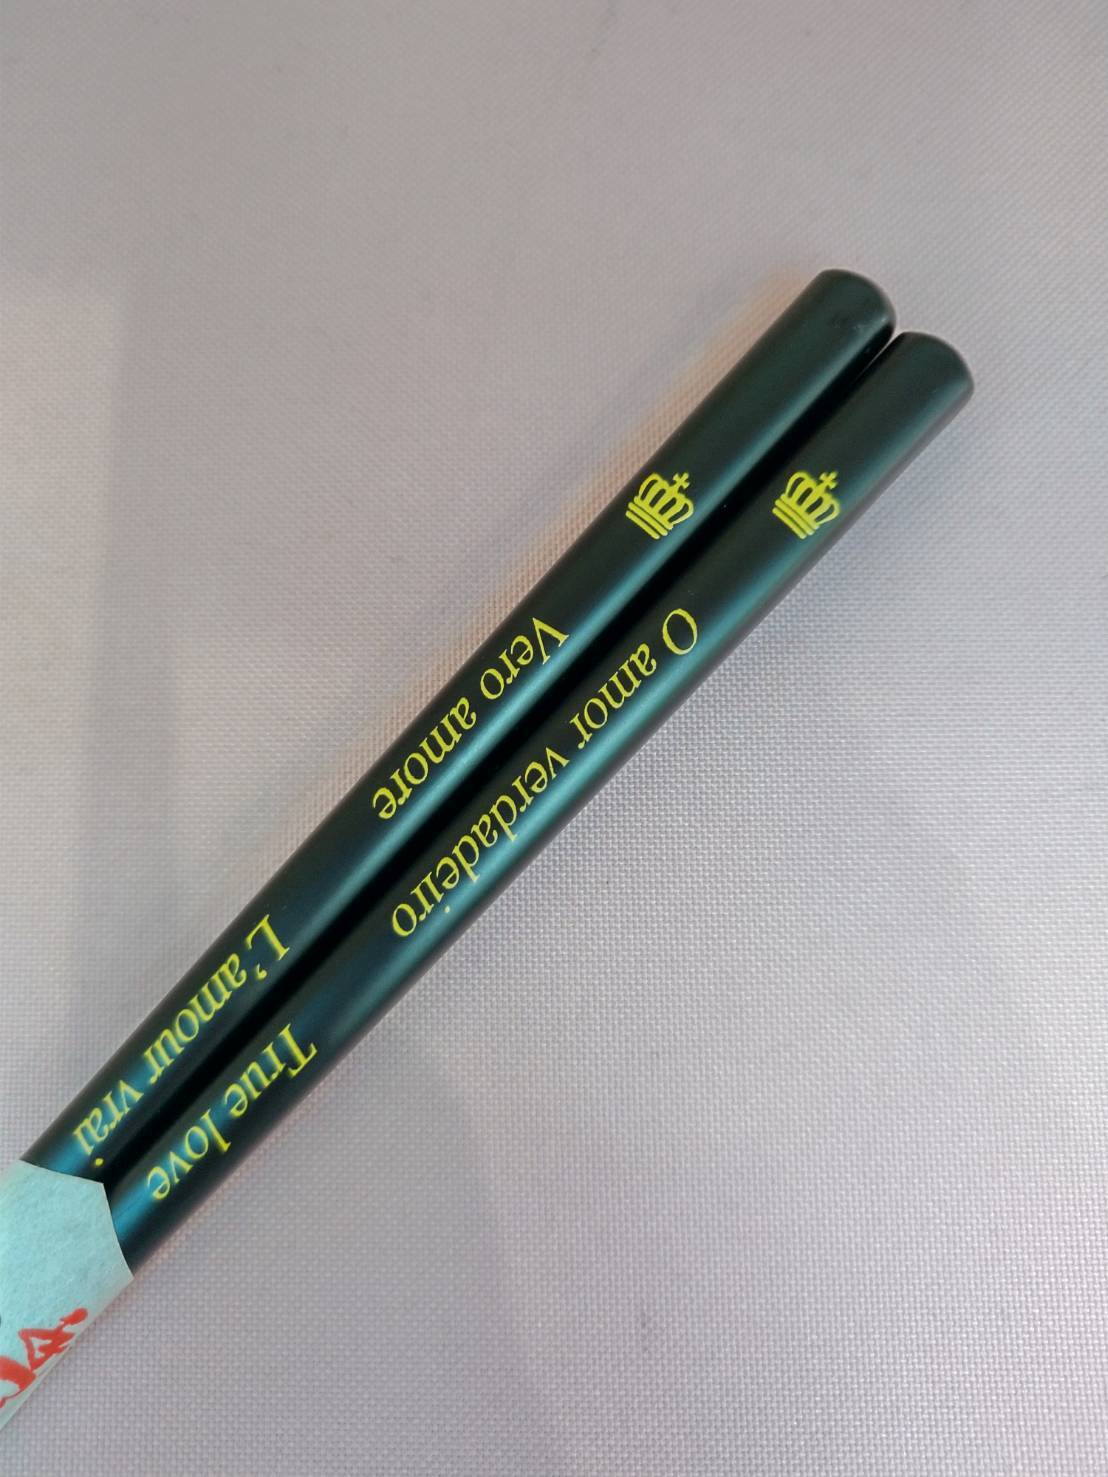 Vero amore
L'amour vrai
O amor verdadeiro
True love